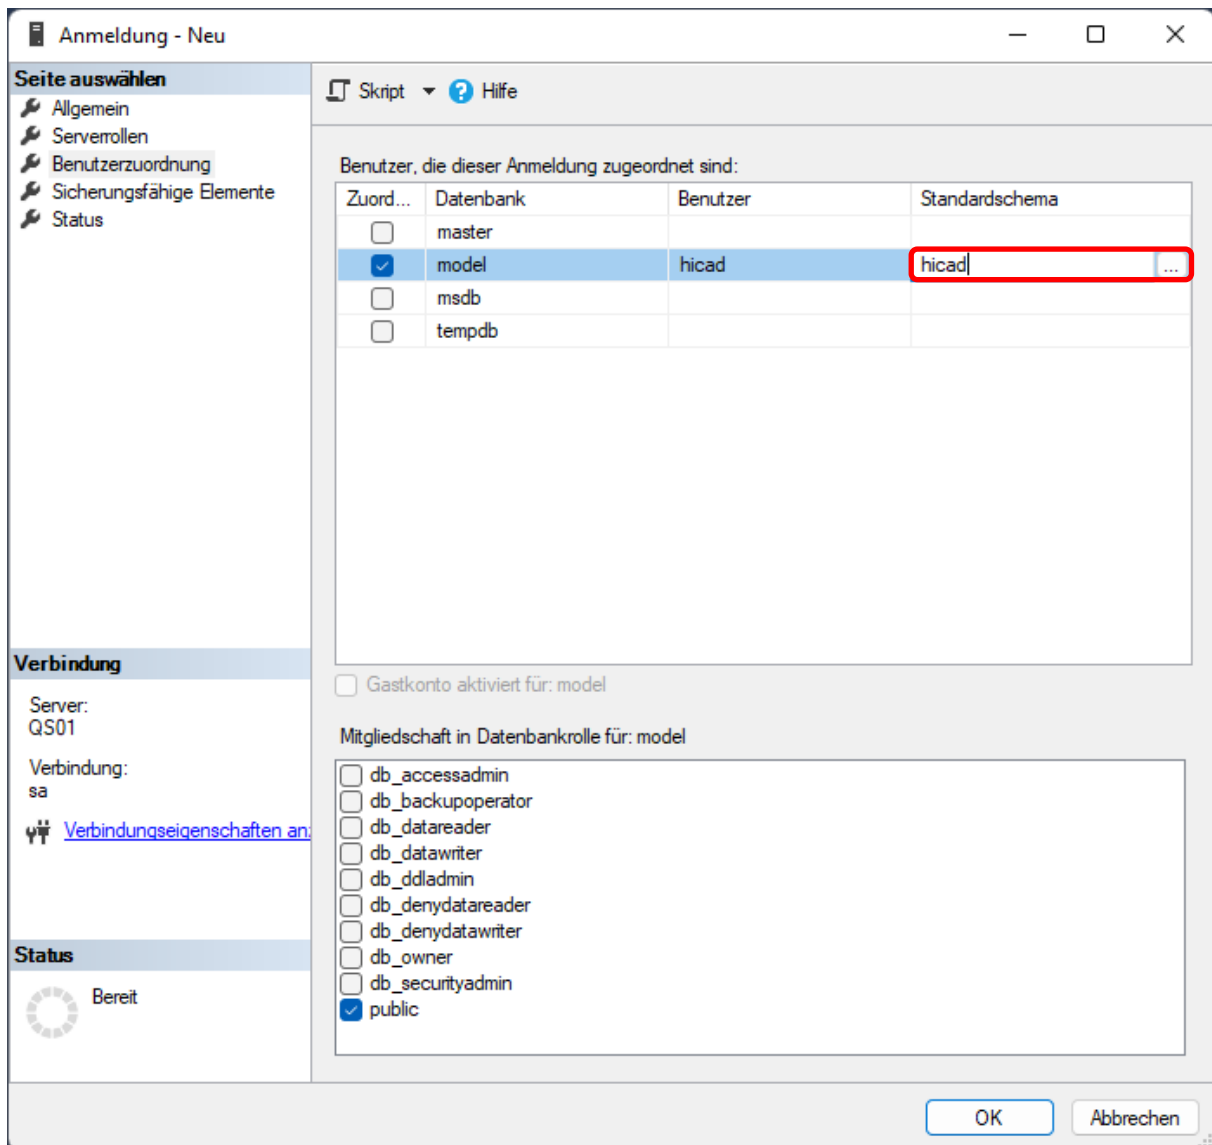 Anmeldung - Neu
Seite auswählen
Allgemein
Serverrollen
Benutzerzuordnung
Sicherungsfähige Elemente
Status
Skript
Hilfe
Benutzer, die dieser Anmeldung zugeordnet sind:
Zuord... Datenbank Benutzer Standardschema
master
model hicad hicad ...
msdb
tempdb
Gastkonto aktiviert für: model
Mitgliedschaft in Datenbankrolle für: model
db_accessadmin
db_backupoperator
db_datareader
db_datawriter
db_ddladmin
db_denydatareader
db_denydatawriter
db_owner
db_securityadmin
public
Verbindung
Server:
QS01
Verbindung:
sa
Verbindungseigenschaften an
Status
Bereit
OK Abbrechen